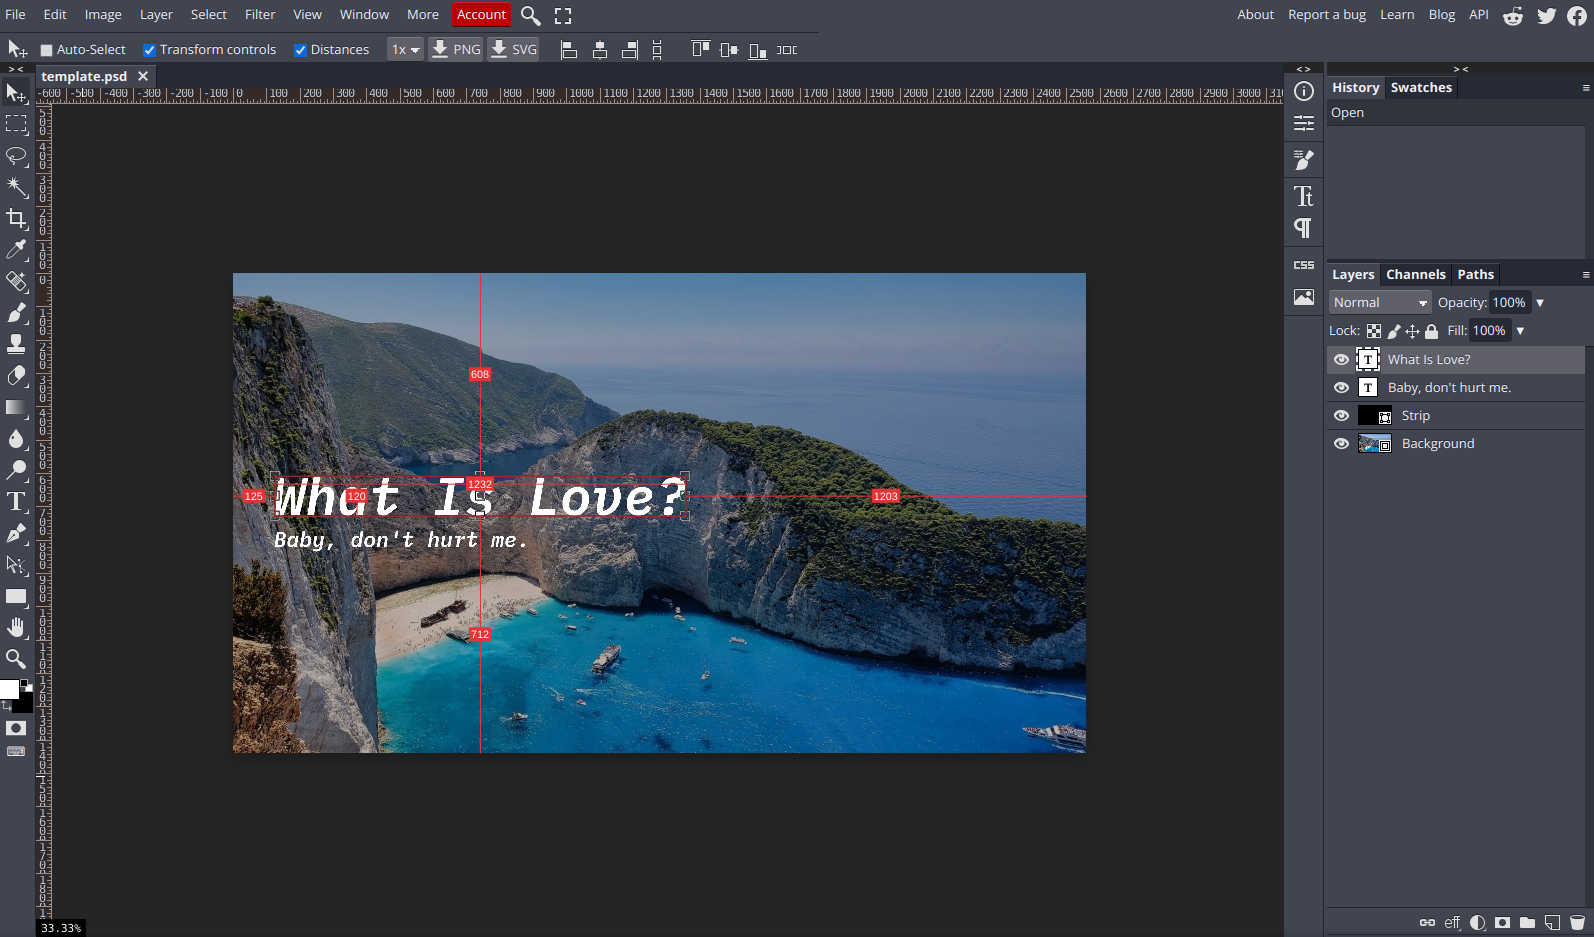 File Edit Image Layer Select Filter View Window More Account About Report a bug Learn Blog API
Auto-Select Transform controls Distances 1x PNG SVG
> < < > > <
template.psd
-600 -500 -400 -300 -200 -100 0 100 200 300 400 500 600 700 800 900 1000 1100 1200 1300 1400 1500 1600 1700 1800 1900 2000 2100 2200 2300 2400 2500 2600 2700 2800 2900 3000
History Swatches
Open
Layers Channels Paths
Normal Opacity: 100%
Lock: Fill: 100%
T What Is Love?
T Baby, don't hurt me.
Strip
Background
CSS
608
What Is Love?
125 120 1232 1203
Baby, don't hurt me.
712
33.33%
eff